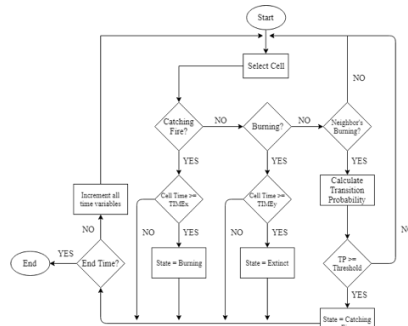 Start
Select Cell
Catching
Fire?
NO
Burning?
NO
Neighbor's
Burning?
NO
YES
YES
YES
Cell Time >=
TIMEx
Cell Time >=
TIMEy
Calculate
Transition
Probability
Increment all
time variables
NO
NO
NO
YES
YES
TP >=
Threshold
End
YES
End Time?
State = Burning
State = Extinct
YES
State = Catching